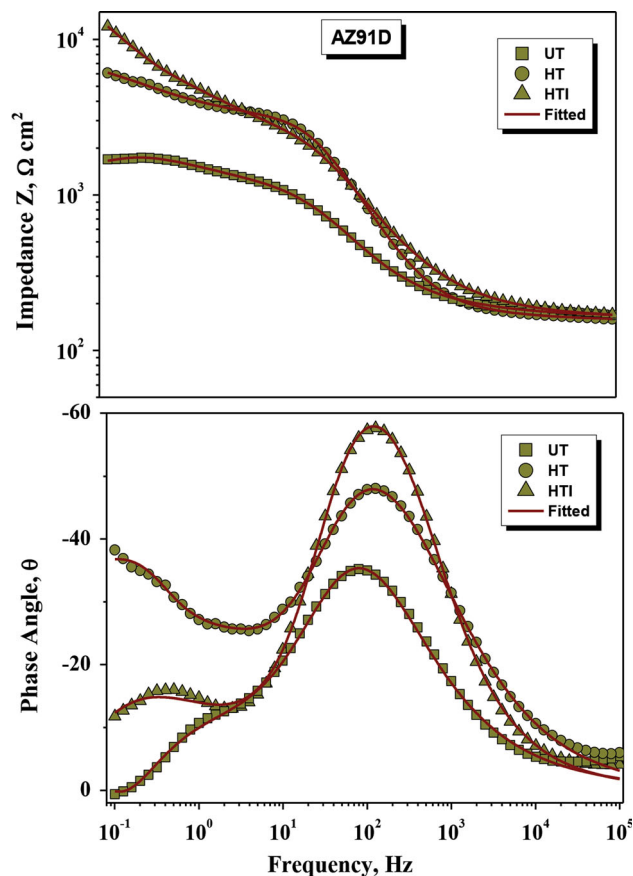 AZ91D
UT
HT
HTI
Fitted
10^4
10^3
10^2
Impedance Z, Ω cm^2
-60
-40
-20
0
Phase Angle, θ
UT
HT
HTI
Fitted
10^-1 10^0 10^1 10^2 10^3 10^4 10^5
Frequency, Hz